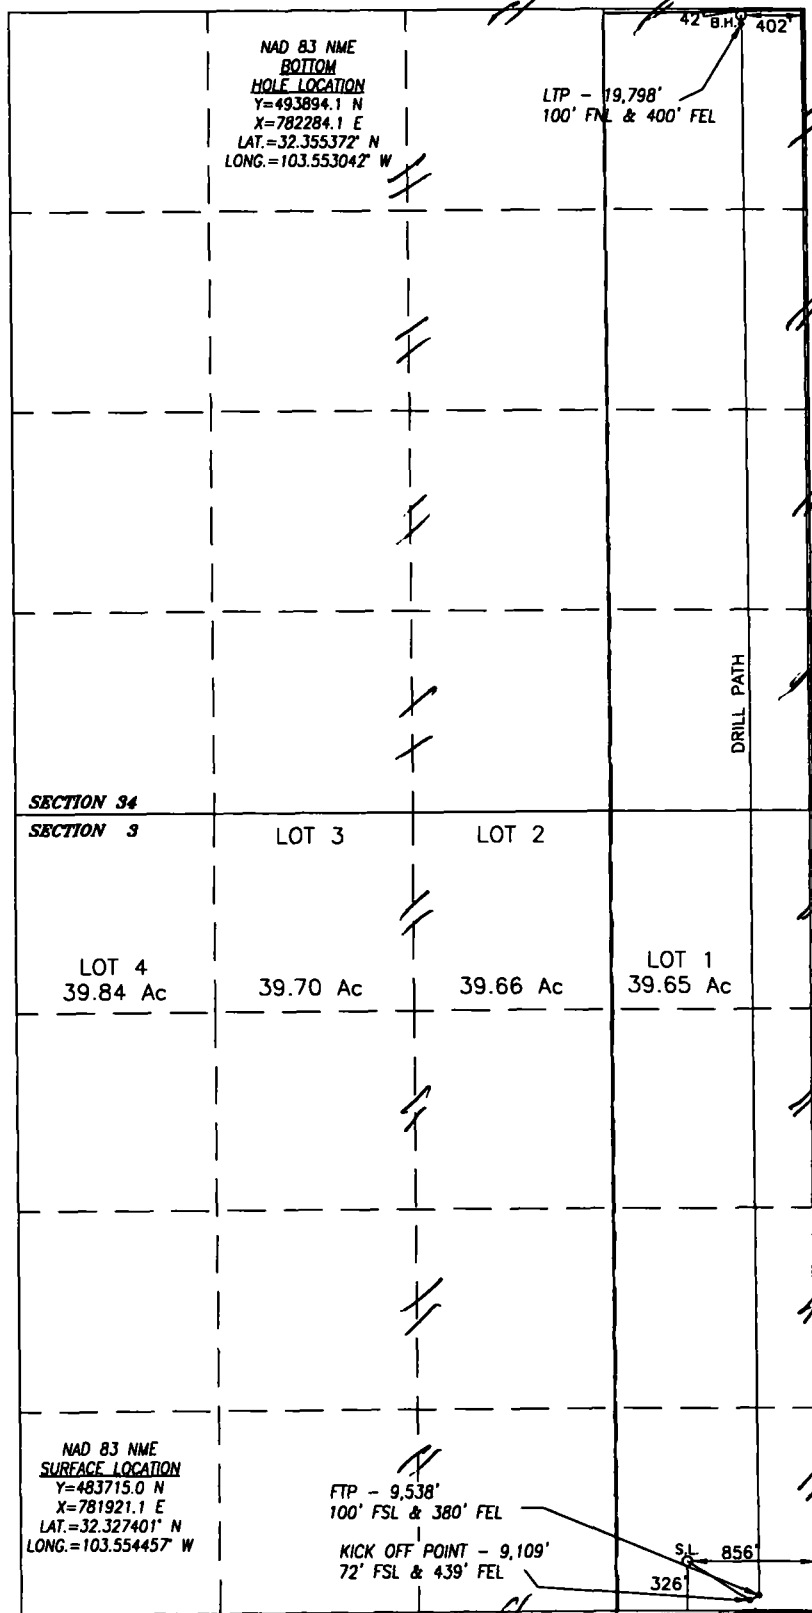 42' B.H. 402'
NAD 83 NME
BOTTOM
HOLE LOCATION
Y=493894.1 N
X=782284.1 E
LAT.=32.355372° N
LONG.=103.553042° W
LTP - 19,798'
100' FNL & 400' FEL
DRILL PATH
SECTION 34
SECTION 3
LOT 3
LOT 2
LOT 4
39.84 Ac
39.70 Ac
39.66 Ac
LOT 1
39.65 Ac
NAD 83 NME
SURFACE LOCATION
Y=483715.0 N
X=781921.1 E
LAT.=32.327401° N
LONG.=103.554457° W
FTP - 9,538'
100' FSL & 380' FEL
KICK OFF POINT - 9,109'
72' FSL & 439' FEL
S.L. 856'
326'